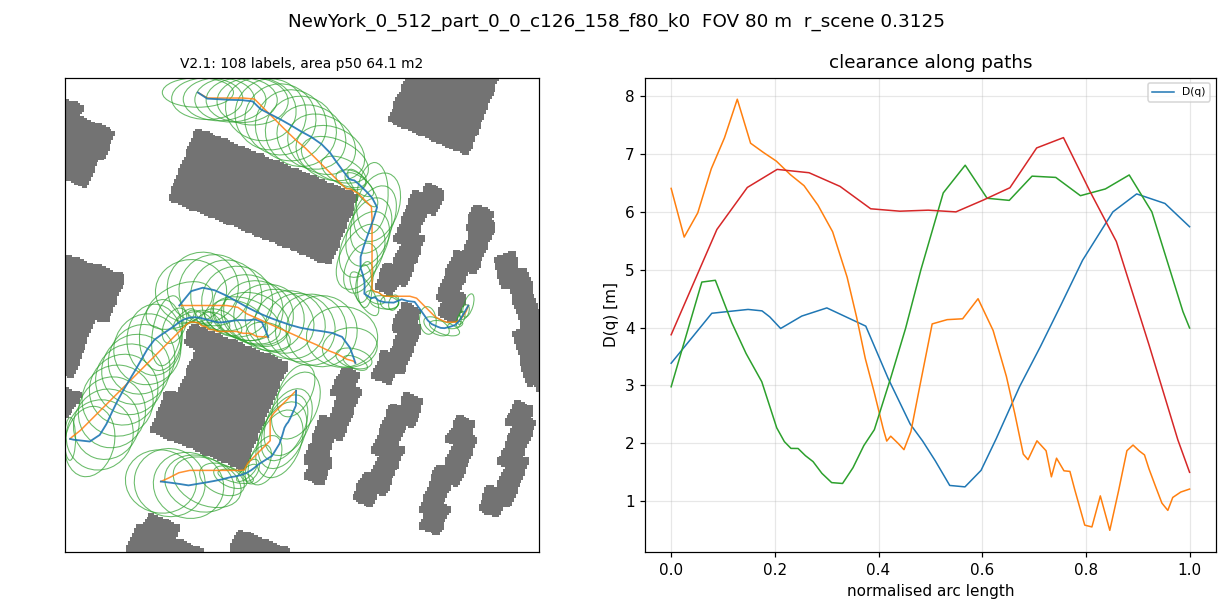 NewYork_0_512_part_0_0_c126_158_f80_k0  FOV 80 m  r_scene 0.3125
V2.1: 108 labels, area p50 64.1 m2
clearance along paths
D(q)
D(q) [m]
8
7
6
5
4
3
2
1
0.0 0.2 0.4 0.6 0.8 1.0
normalised arc length